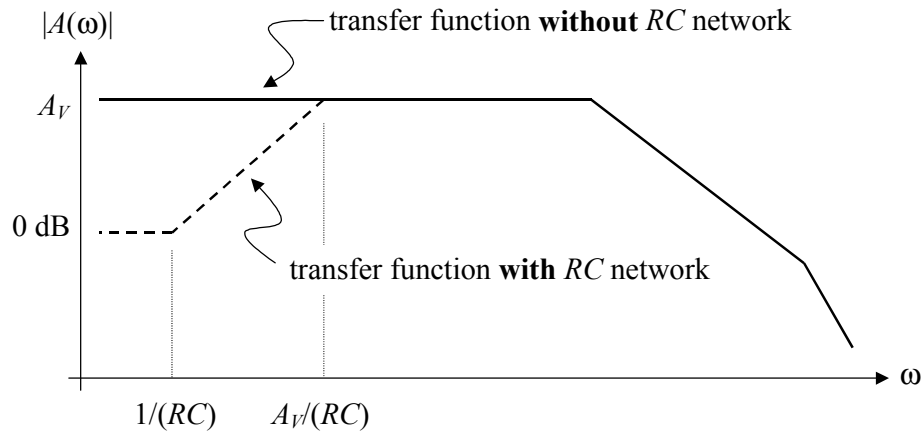 transfer function without RC network
|A(ω)|
A_V
0 dB
transfer function with RC network
ω
1/(RC)
A_V/(RC)